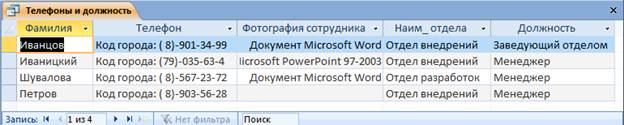 Телефоны и должность
Фамилия Телефон Фотография сотрудника Наим_ отдела Должность
Иванцов Код города: ( 8)-901-34-99 Документ Microsoft Word Отдел внедрений Заведующий отделом
Иваницкий Код города: (79)-035-63-4 Microsoft PowerPoint 97-2003 Отдел внедрений Менеджер
Шувалова Код города: ( 8)-567-23-72 Документ Microsoft Word Отдел разработок Менеджер
Петров Код города: ( 8)-903-56-28 Отдел внедрений Менеджер
Запись: 1 из 4 Нет фильтра Поиск